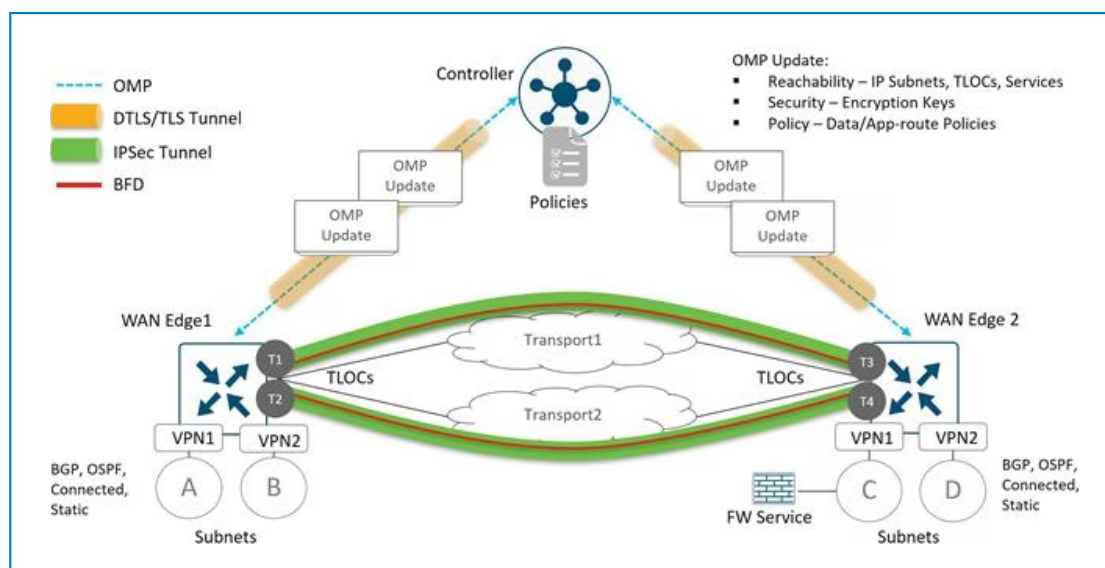 Controller
OMP Update:
▪ Reachability – IP Subnets, TLOCs, Services
▪ Security – Encryption Keys
▪ Policy – Data/App-route Policies
OMP
DTLS/TLS Tunnel
IPSec Tunnel
BFD
OMP
Update
OMP
Update
Policies
OMP
Update
OMP
Update
WAN Edge1
WAN Edge 2
Transport1
T1
T3
TLOCs
TLOCs
T2
T4
Transport2
VPN1
VPN2
VPN1
VPN2
BGP, OSPF,
Connected,
Static
A
B
Subnets
FW Service
C
D
BGP, OSPF,
Connected,
Static
Subnets